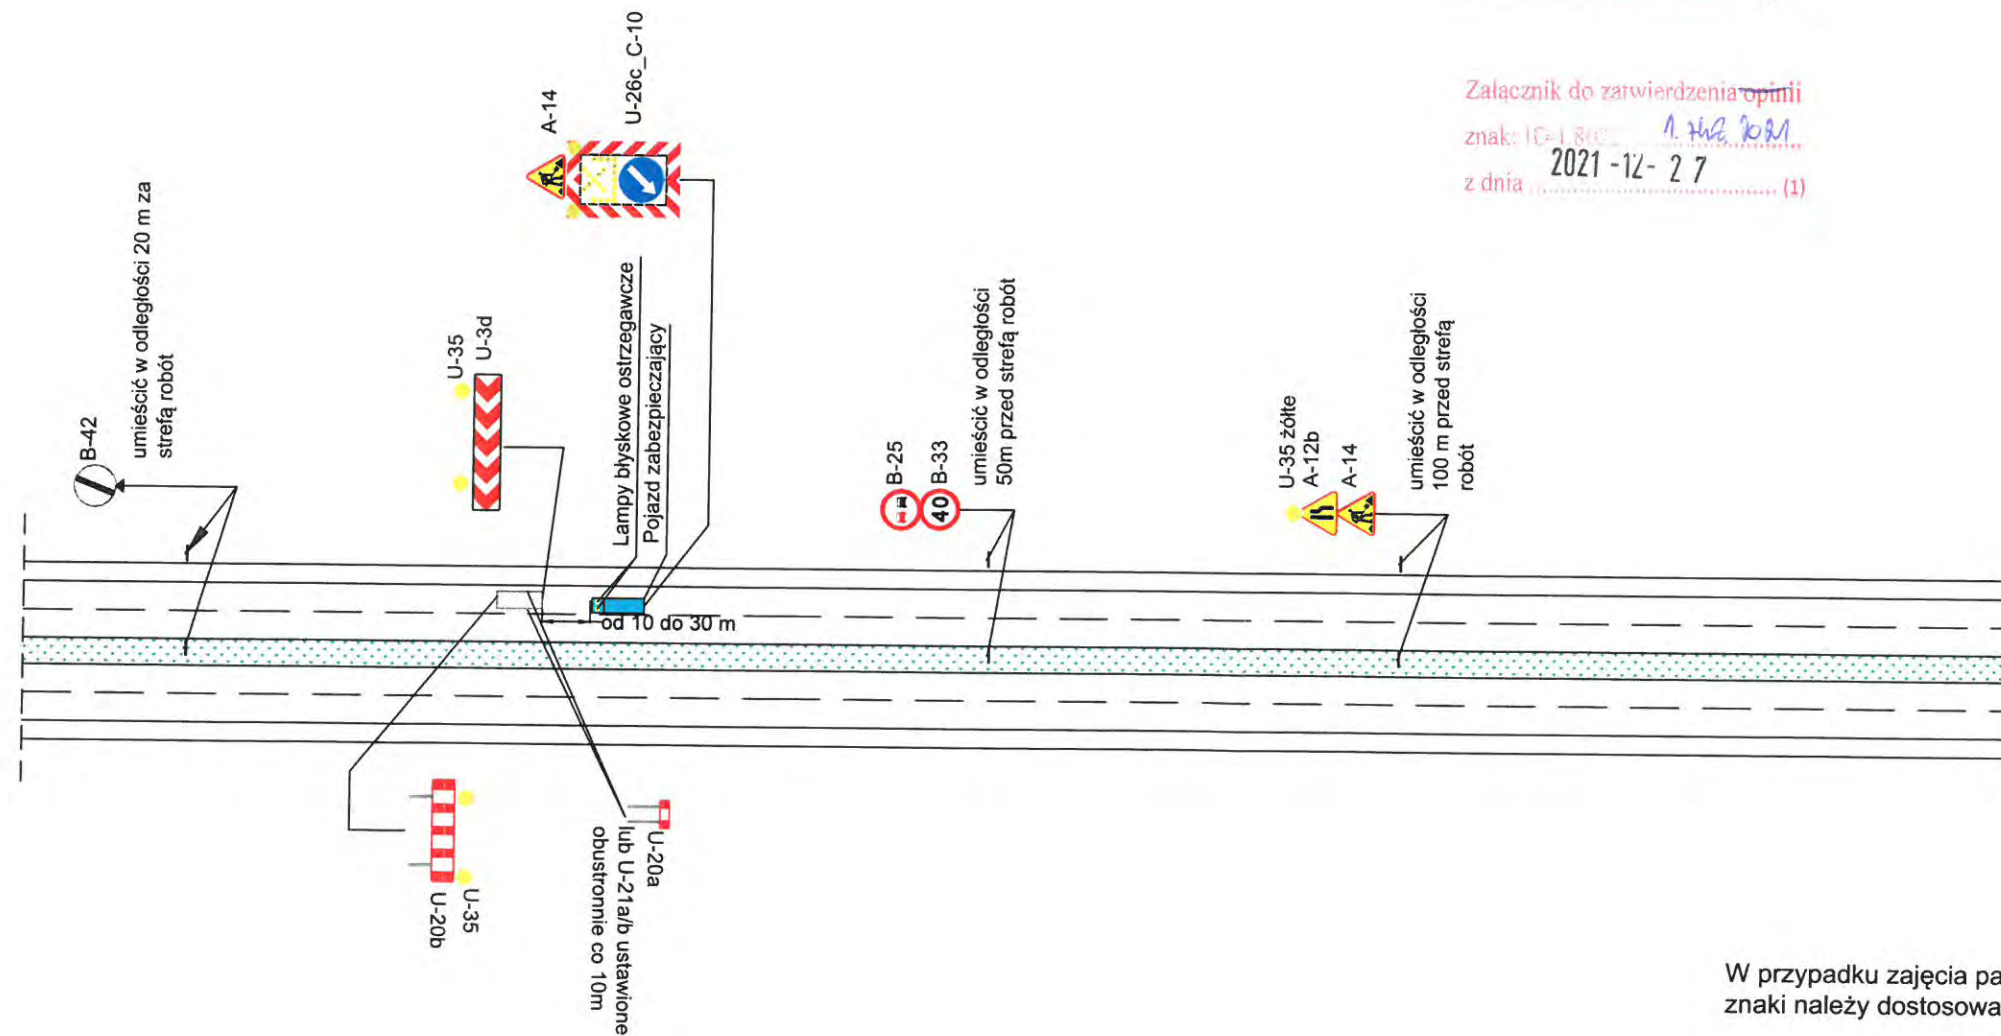 Załącznik do zatwierdzenia opinii
znak:
2021 -12- 2 7
z dnia (1)
B-42
umieścić w odległości 20 m za
strefą robót
U-35
U-3d
A-14
U-26c_C-10
Lampy błyskowe ostrzegawcze
Pojazd zabezpieczający
od 10 do 30 m
B-25
B-33
40
umieścić w odległości
50m przed strefą robót
U-35 żółte
A-12b
A-14
umieścić w odległości
100 m przed strefą
robót
U-20b
U-35
U-20a
lub U-21a/b ustawione
obustronnie co 10m
W przypadku zajęcia pa
znaki należy dostosowa